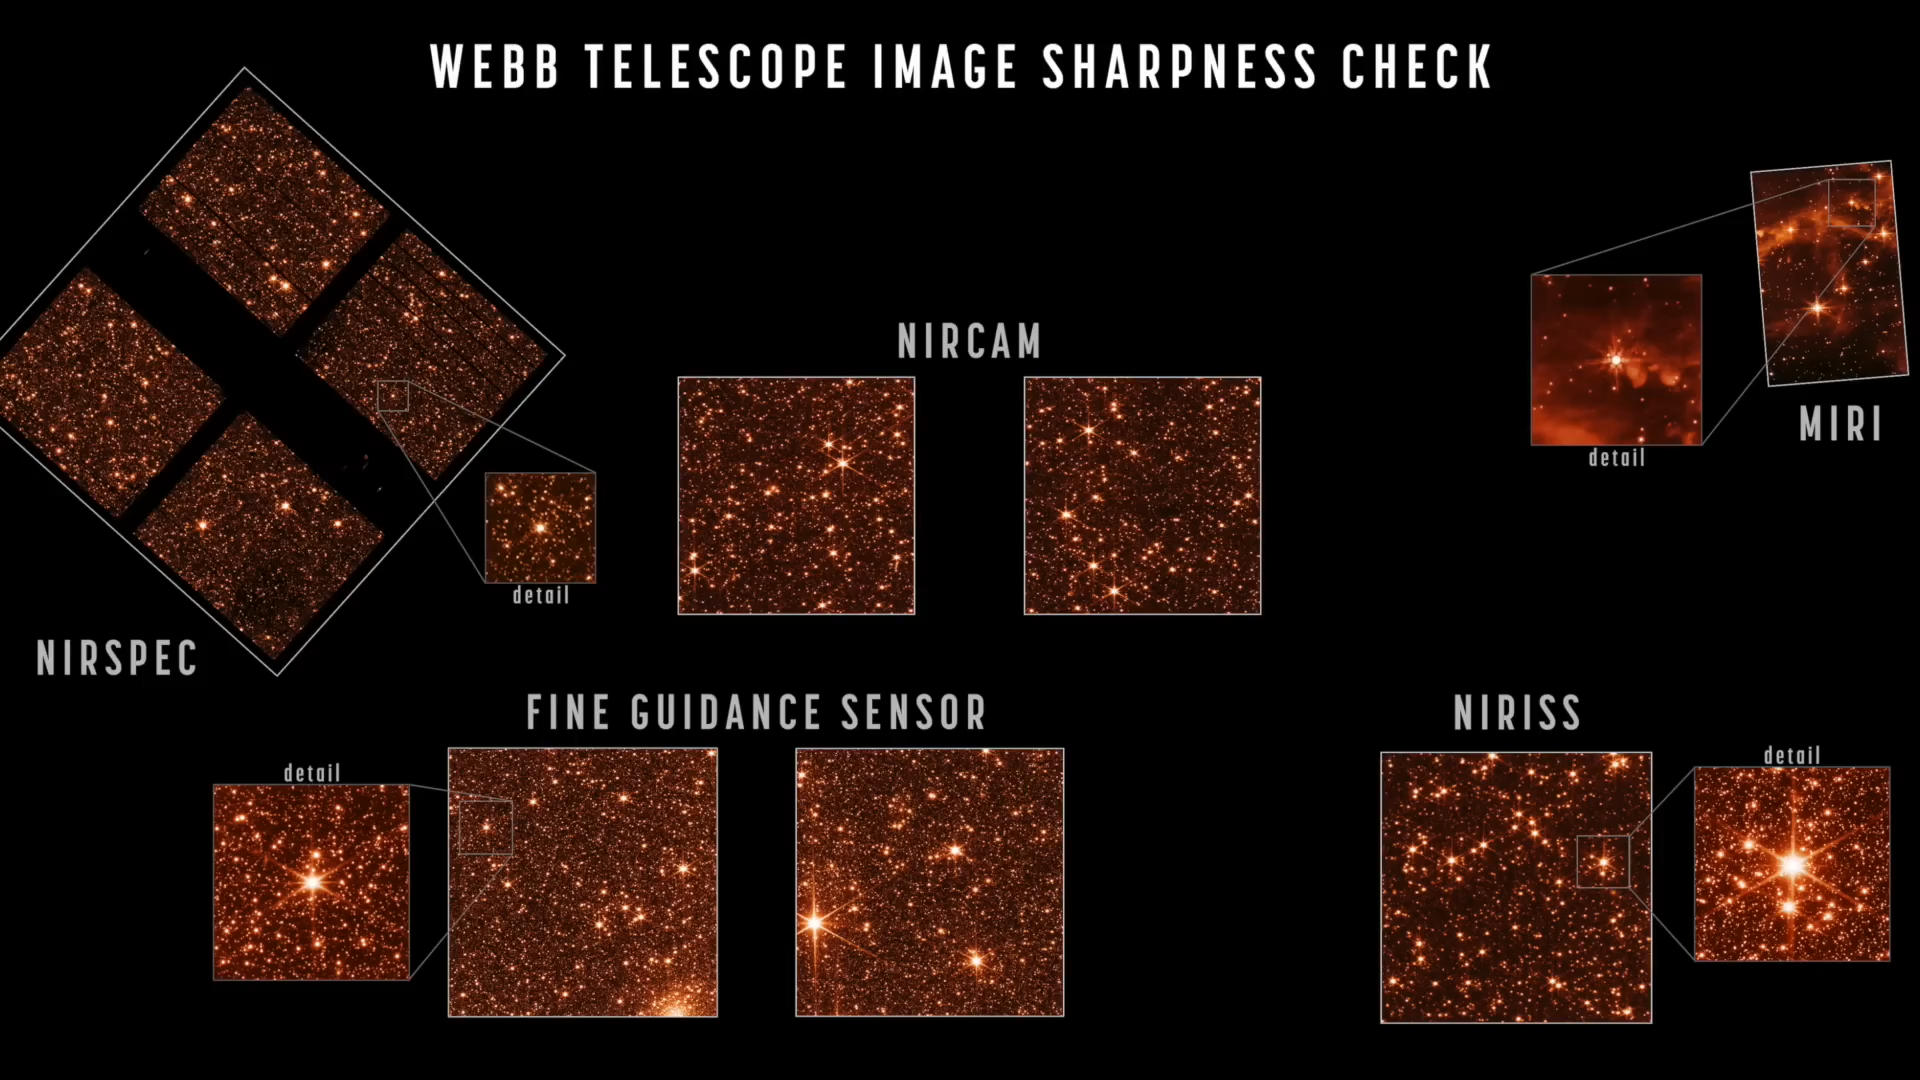 WEBB TELESCOPE IMAGE SHARPNESS CHECK
NIRCAM
MIRI
detail
detail
NIRSPEC
FINE GUIDANCE SENSOR
NIRISS
detail
detail